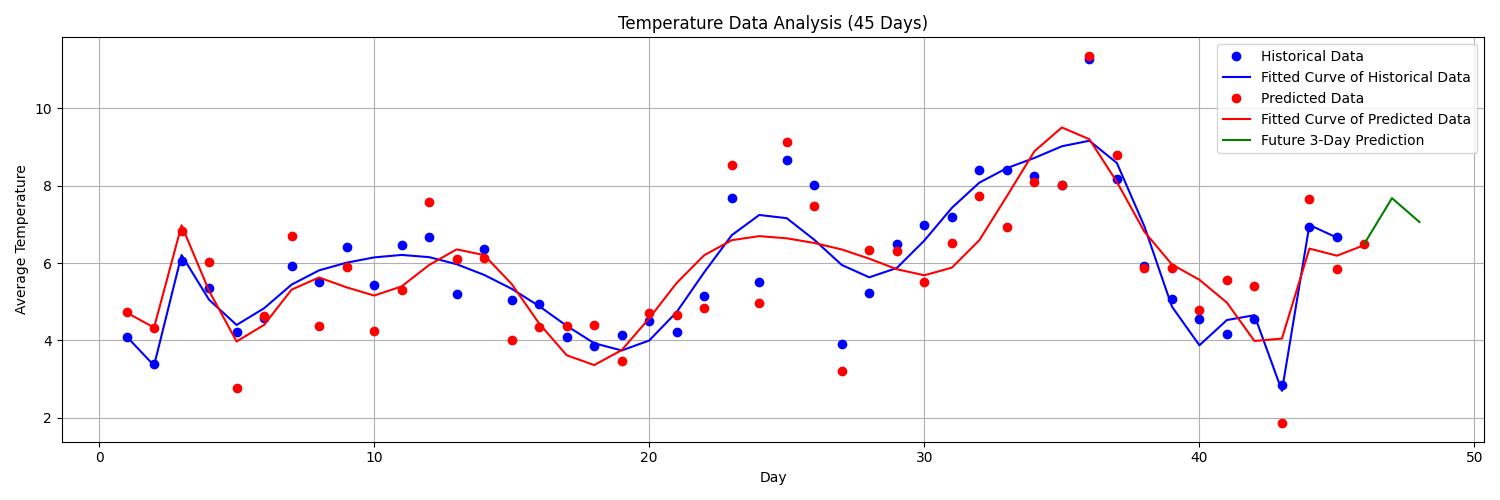 Temperature Data Analysis (45 Days)
Historical Data
Fitted Curve of Historical Data
Predicted Data
Fitted Curve of Predicted Data
Future 3-Day Prediction
Average Temperature
10
8
6
4
2
0 10 20 30 40 50
Day